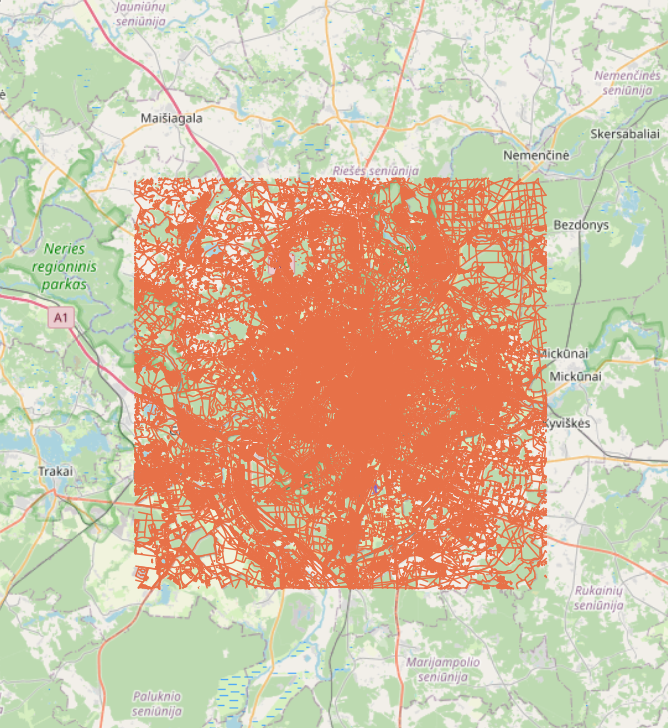 Jauniūnų
seniūnija
Nemenčinės
seniūnija
Maišiagala
Skersabaliai
Nemenčinė
Riešės seniūnija
Bezdonys
Neries
regioninis
parkas
A1
Mickūnai
Mickūnai
Kyviškės
Trakai
Rukainių
seniūnija
Marijampolio
seniūnija
Paluknio
seniūnija